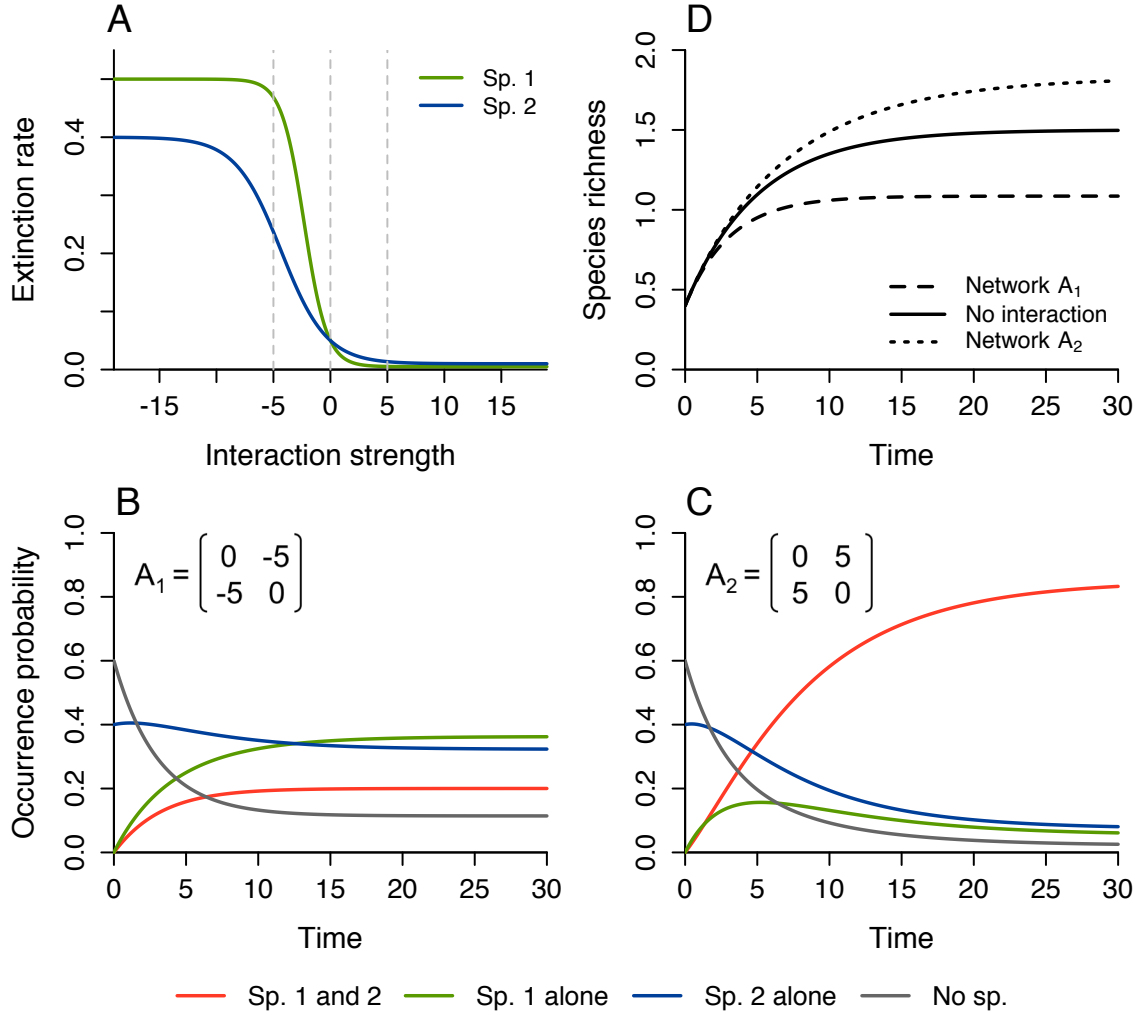 A
Extinction rate
0.0 0.2 0.4
-15 -5 0 5 10 15
Interaction strength
Sp. 1
Sp. 2
D
Species richness
0.0 0.5 1.0 1.5 2.0
0 5 10 15 20 25 30
Time
Network A1
No interaction
Network A2
B
Occurrence probability
0.0 0.2 0.4 0.6 0.8 1.0
0 5 10 15 20 25 30
Time
A1 = 0 -5
-5 0
C
0.0 0.2 0.4 0.6 0.8 1.0
0 5 10 15 20 25 30
Time
A2 = 0 5
5 0
Sp. 1 and 2 Sp. 1 alone Sp. 2 alone No sp.